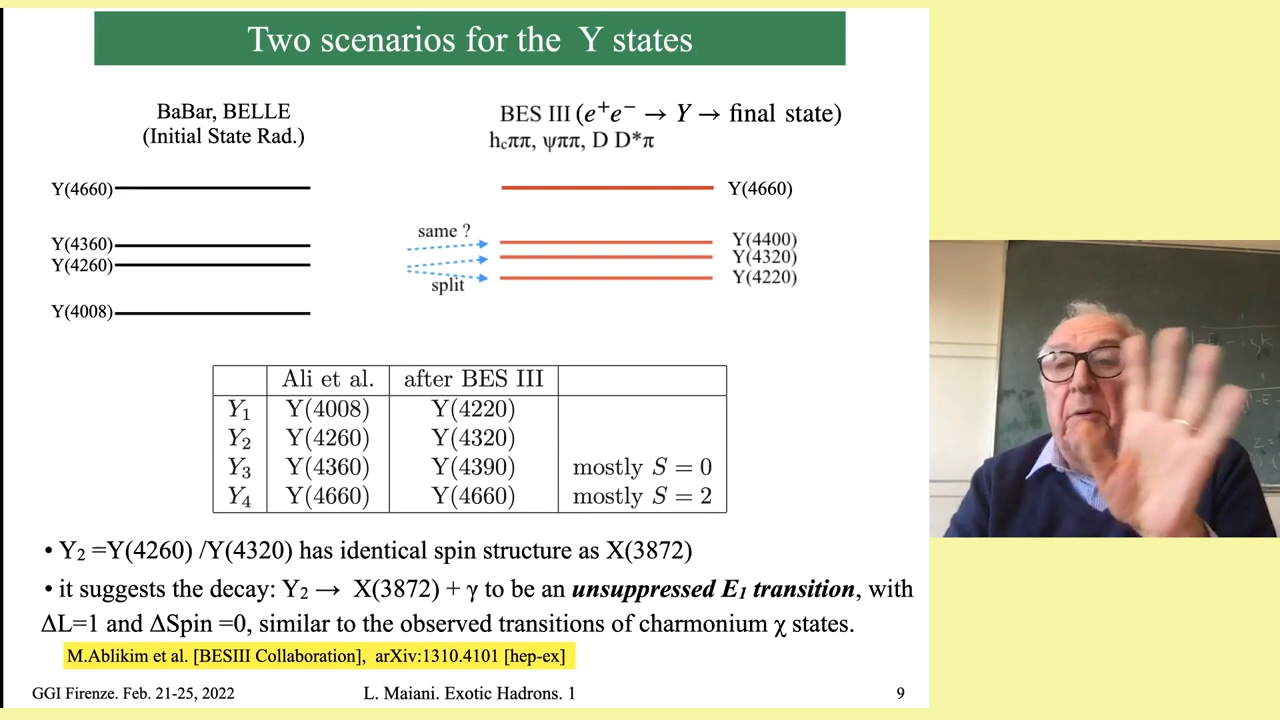 Two scenarios for the Y states
BaBar, BELLE
(Initial State Rad.)
Y(4660)
Y(4360)
Y(4260)
Y(4008)
BES III (e⁺e⁻ → Y → final state)
h_cππ, ψππ, D D*π
same ?
split
Y(4660)
Y(4400)
Y(4320)
Y(4220)
Ali et al. after BES III
Y₁ Y(4008) Y(4220)
Y₂ Y(4260) Y(4320)
Y₃ Y(4360) Y(4390) mostly S = 0
Y₄ Y(4660) Y(4660) mostly S = 2
• Y₂ =Y(4260) /Y(4320) has identical spin structure as X(3872)
• it suggests the decay: Y₂ → X(3872) + γ to be an unsuppressed E₁ transition, with
ΔL=1 and ΔSpin =0, similar to the observed transitions of charmonium χ states.
M.Ablikim et al. [BESIII Collaboration], arXiv:1310.4101 [hep-ex]
GGI Firenze. Feb. 21-25, 2022 L. Maiani. Exotic Hadrons. 1 9